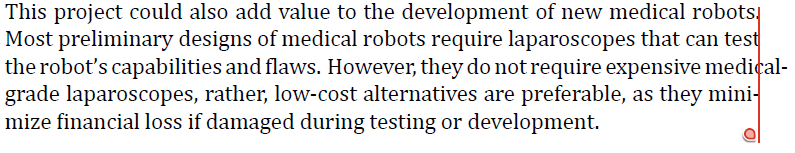 This project could also add value to the development of new medical robots.
Most preliminary designs of medical robots require laparoscopes that can test
the robot's capabilities and flaws. However, they do not require expensive medical-
grade laparoscopes, rather, low-cost alternatives are preferable, as they mini-
mize financial loss if damaged during testing or development.